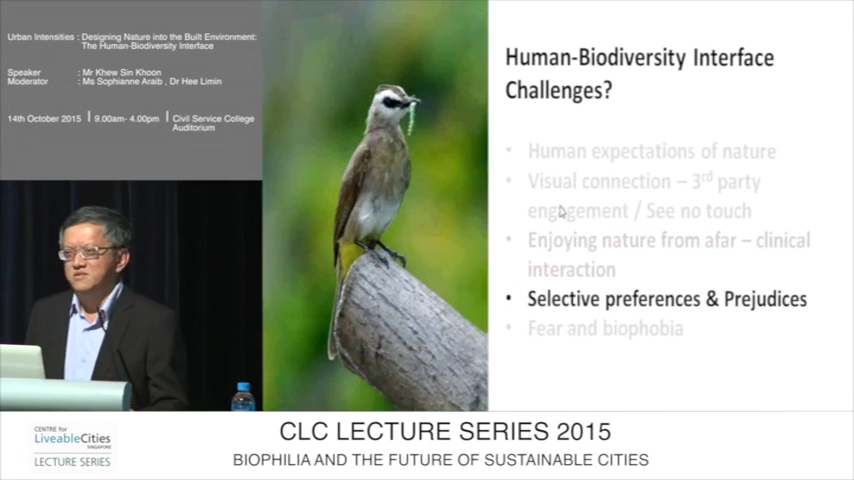 Urban Intensities : Designing Nature into the Built Environment:
The Human-Biodiversity Interface
Speaker : Mr Khew Sin Khoon
Moderator : Ms Sophianne Araib , Dr Hee Limin
14th October 2015 | 9.00am- 4.00pm | Civil Service College
Auditorium
Human-Biodiversity Interface
Challenges?
• Human expectations of nature
• Visual connection – 3rd party
engagement / See no touch
• Enjoying nature from afar – clinical
interaction
• Selective preferences & Prejudices
• Fear and biophobia
CENTRE for
LiveableCities
SINGAPORE
LECTURE SERIES
CLC LECTURE SERIES 2015
BIOPHILIA AND THE FUTURE OF SUSTAINABLE CITIES